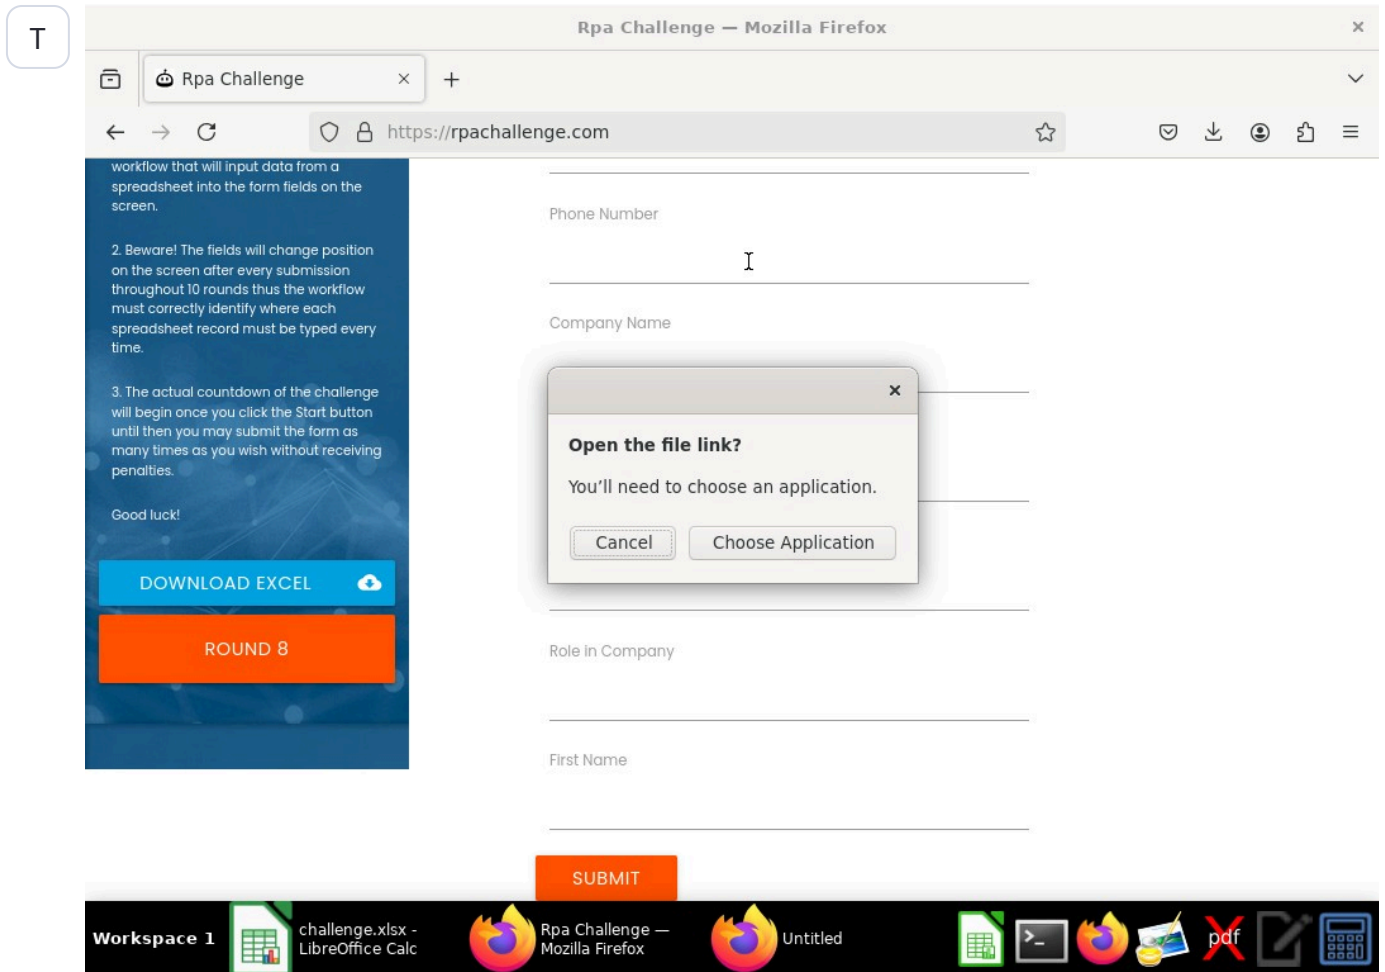 T
Rpa Challenge — Mozilla Firefox
Rpa Challenge
https://rpachallenge.com
workflow that will input data from a
spreadsheet into the form fields on the
screen.
2. Beware! The fields will change position
on the screen after every submission
throughout 10 rounds thus the workflow
must correctly identify where each
spreadsheet record must be typed every
time.
3. The actual countdown of the challenge
will begin once you click the Start button
until then you may submit the form as
many times as you wish without receiving
penalties.
Good luck!
DOWNLOAD EXCEL
ROUND 8
Phone Number
Company Name
Open the file link?
You’ll need to choose an application.
Cancel
Choose Application
Role in Company
First Name
SUBMIT
Workspace 1
challenge.xlsx -
LibreOffice Calc
Rpa Challenge —
Mozilla Firefox
Untitled
pdf